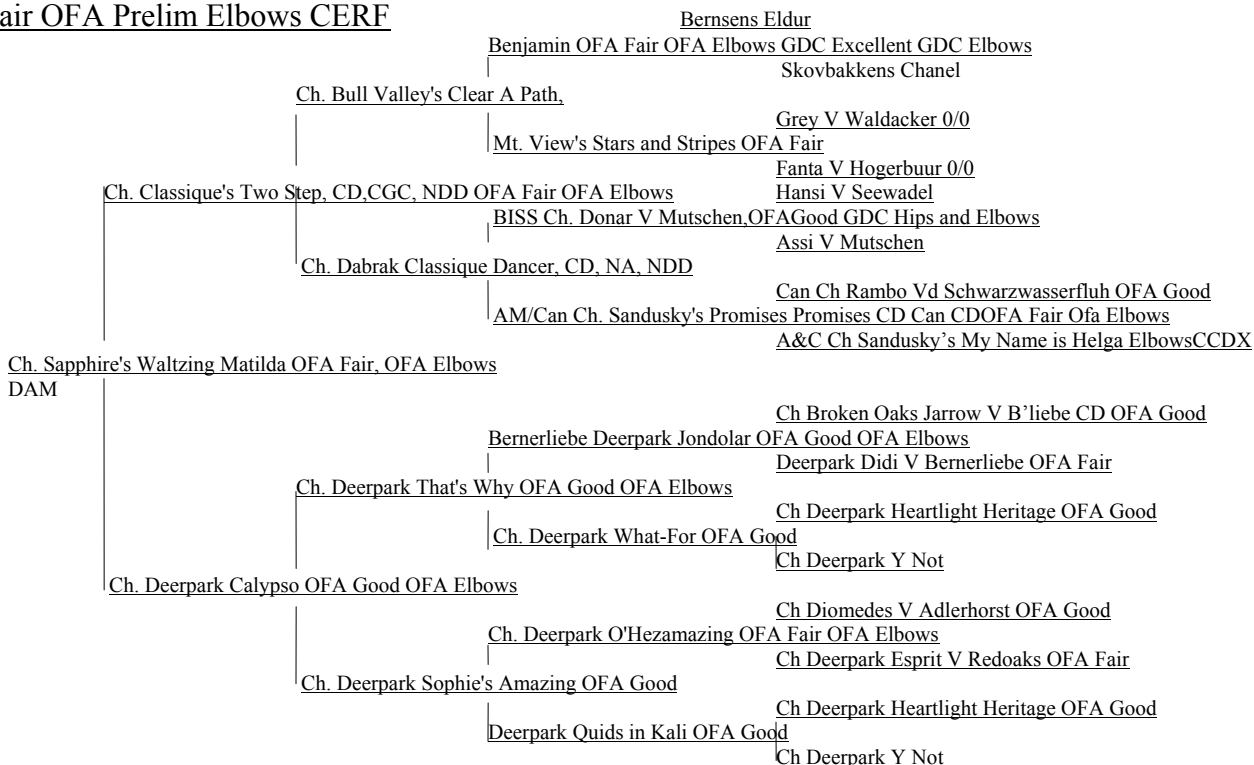 air OFA Prelim Elbows CERF
Bernsens Eldur
Benjamin OFA Fair OFA Elbows GDC Excellent GDC Elbows
Skovbakkens Chanel
Ch. Bull Valley's Clear A Path,
Grey V Waldacker 0/0
Mt. View's Stars and Stripes OFA Fair
Fanta V Hogerbuur 0/0
Ch. Classique's Two Step, CD,CGC, NDD OFA Fair OFA Elbows
Hansi V Seewadel
BISS Ch. Donar V Mutschen,OFAGood GDC Hips and Elbows
Assi V Mutschen
Ch. Dabrak Classique Dancer, CD, NA, NDD
Can Ch Rambo Vd Schwarzwasserfluh OFA Good
AM/Can Ch. Sandusky's Promises Promises CD Can CDOFA Fair Ofa Elbows
A&C Ch Sandusky’s My Name is Helga ElbowsCCDX
Ch. Sapphire's Waltzing Matilda OFA Fair, OFA Elbows
DAM
Ch Broken Oaks Jarrow V B’liebe CD OFA Good
Bernerliebe Deerpark Jondolar OFA Good OFA Elbows
Deerpark Didi V Bernerliebe OFA Fair
Ch. Deerpark That's Why OFA Good OFA Elbows
Ch Deerpark Heartlight Heritage OFA Good
Ch. Deerpark What-For OFA Good
Ch Deerpark Y Not
Ch. Deerpark Calypso OFA Good OFA Elbows
Ch Diomedes V Adlerhorst OFA Good
Ch. Deerpark O'Hezamazing OFA Fair OFA Elbows
Ch Deerpark Esprit V Redoaks OFA Fair
Ch. Deerpark Sophie's Amazing OFA Good
Ch Deerpark Heartlight Heritage OFA Good
Deerpark Quids in Kali OFA Good
Ch Deerpark Y Not